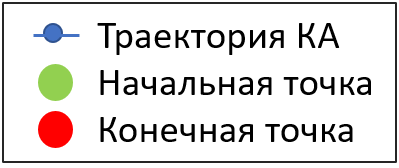 Траектория КА
Начальная точка
Конечная точка